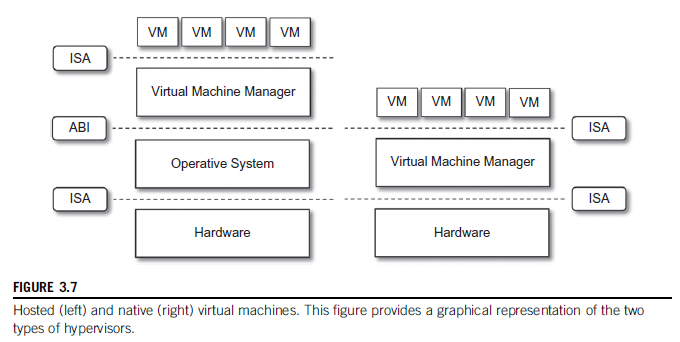 VM VM VM VM
ISA
Virtual Machine Manager
ABI
Operative System
ISA
Hardware
VM VM VM VM
ISA
Virtual Machine Manager
ISA
Hardware
FIGURE 3.7
Hosted (left) and native (right) virtual machines. This figure provides a graphical representation of the two
types of hypervisors.